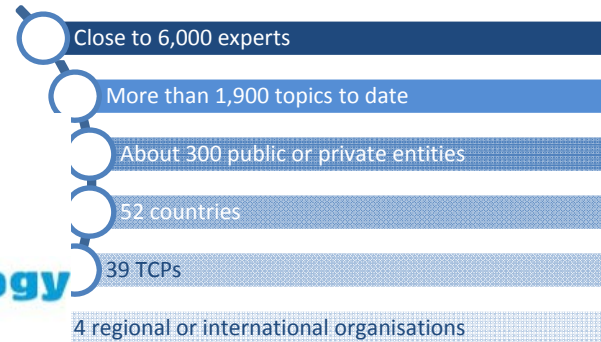 Close to 6,000 experts
More than 1,900 topics to date
About 300 public or private entities
52 countries
39 TCPs
ogy
4 regional or international organisations